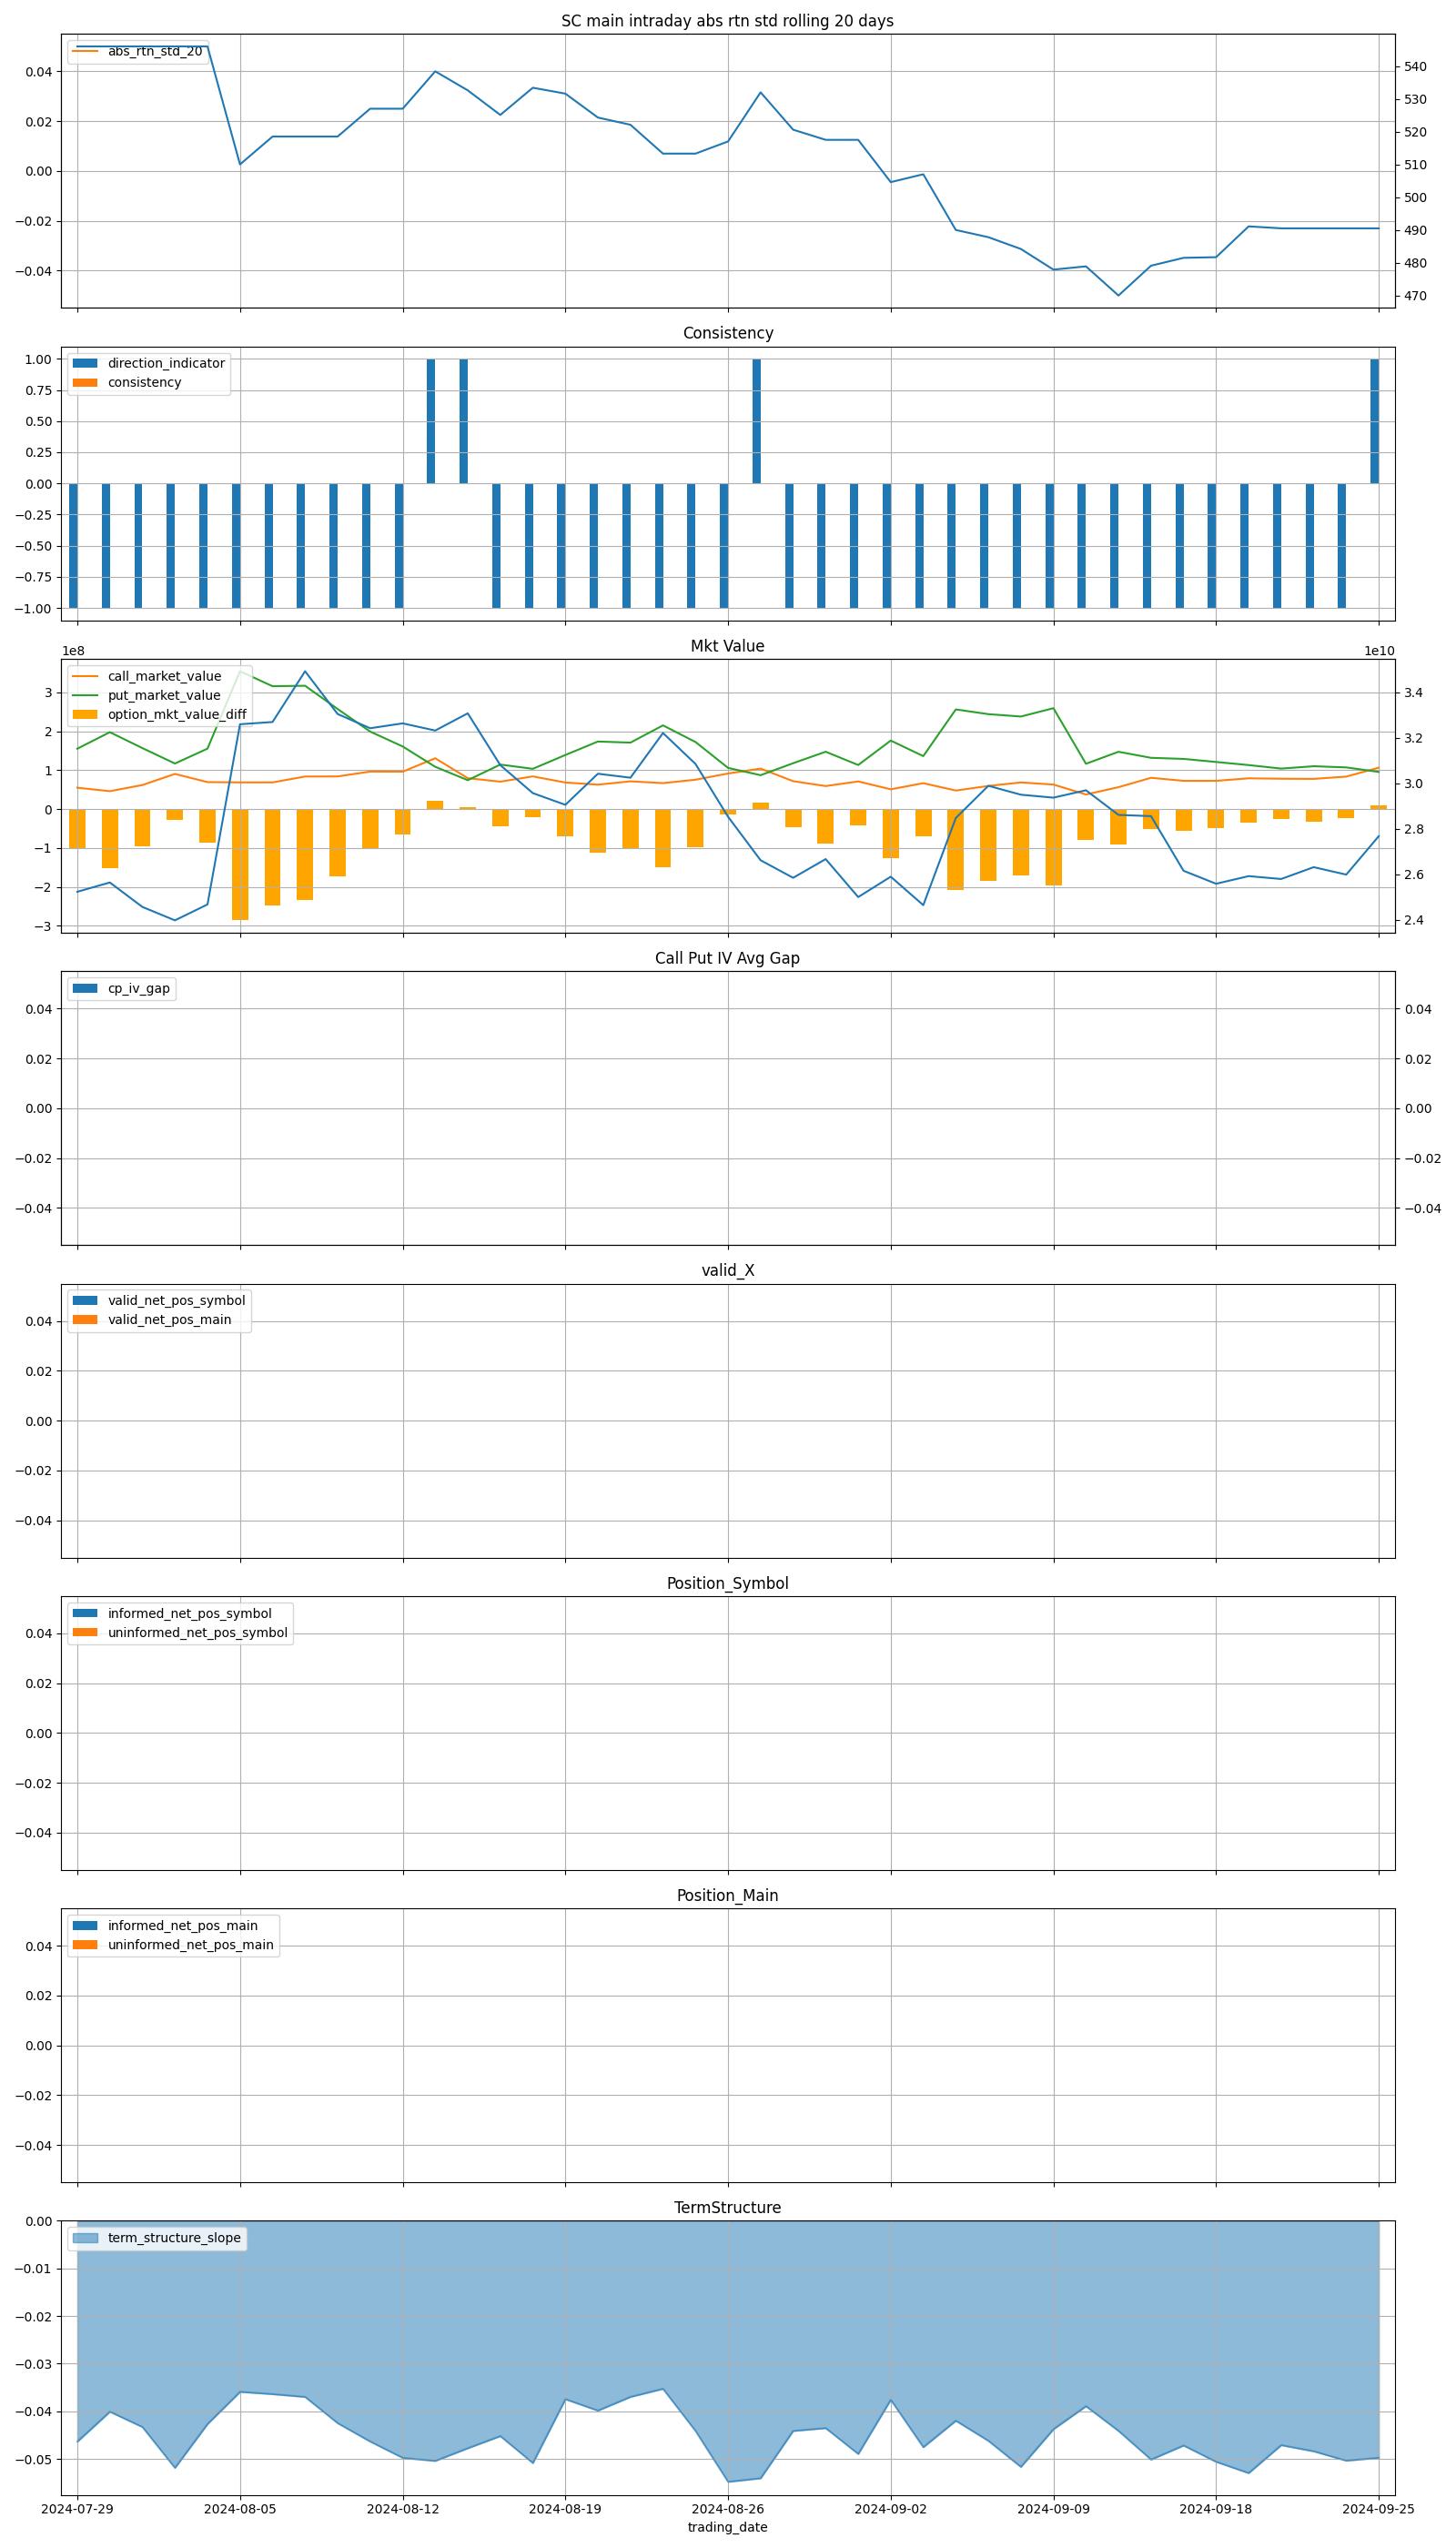 SC main intraday abs rtn std rolling 20 days
abs_rtn_std_20
0.04
0.02
0.00
−0.02
−0.04
540
530
520
510
500
490
480
470
Consistency
direction_indicator
consistency
1.00
0.75
0.50
0.25
0.00
−0.25
−0.50
−0.75
−1.00
Mkt Value
1e8
1e10
call_market_value
put_market_value
option_mkt_value_diff
3
2
1
0
−1
−2
−3
3.4
3.2
3.0
2.8
2.6
2.4
Call Put IV Avg Gap
cp_iv_gap
0.04
0.02
0.00
−0.02
−0.04
0.04
0.02
0.00
−0.02
−0.04
valid_X
valid_net_pos_symbol
valid_net_pos_main
0.04
0.02
0.00
−0.02
−0.04
Position_Symbol
informed_net_pos_symbol
uninformed_net_pos_symbol
0.04
0.02
0.00
−0.02
−0.04
Position_Main
informed_net_pos_main
uninformed_net_pos_main
0.04
0.02
0.00
−0.02
−0.04
TermStructure
term_structure_slope
0.00
−0.01
−0.02
−0.03
−0.04
−0.05
2024-07-29 2024-08-05 2024-08-12 2024-08-19 2024-08-26 2024-09-02 2024-09-09 2024-09-18 2024-09-25
trading_date